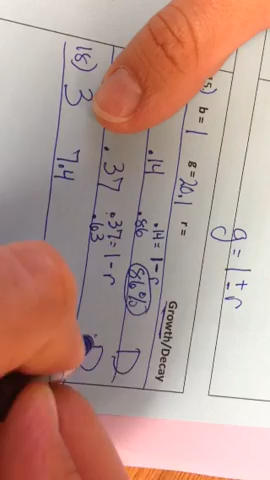 g = 1 ± r
b = 1 g = 20.1 r =
Growth/Decay
.14 .14 = 1 - r
.86 86% D
.37 .37 = 1 - r
.63
18) 3 7.4